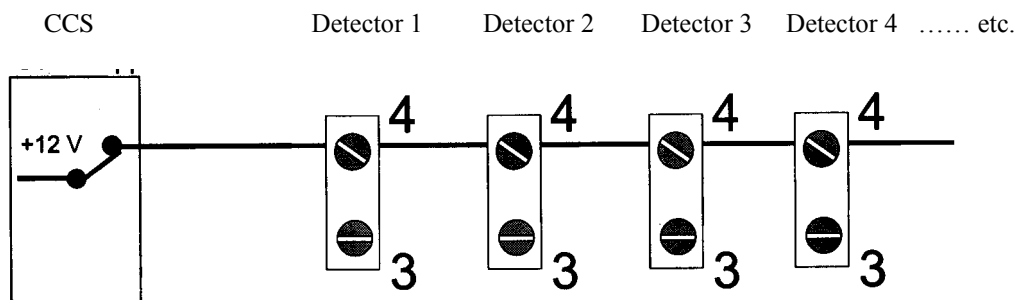 CCS Detector 1 Detector 2 Detector 3 Detector 4 …… etc.
4 4 4 4
+12 V
3 3 3 3